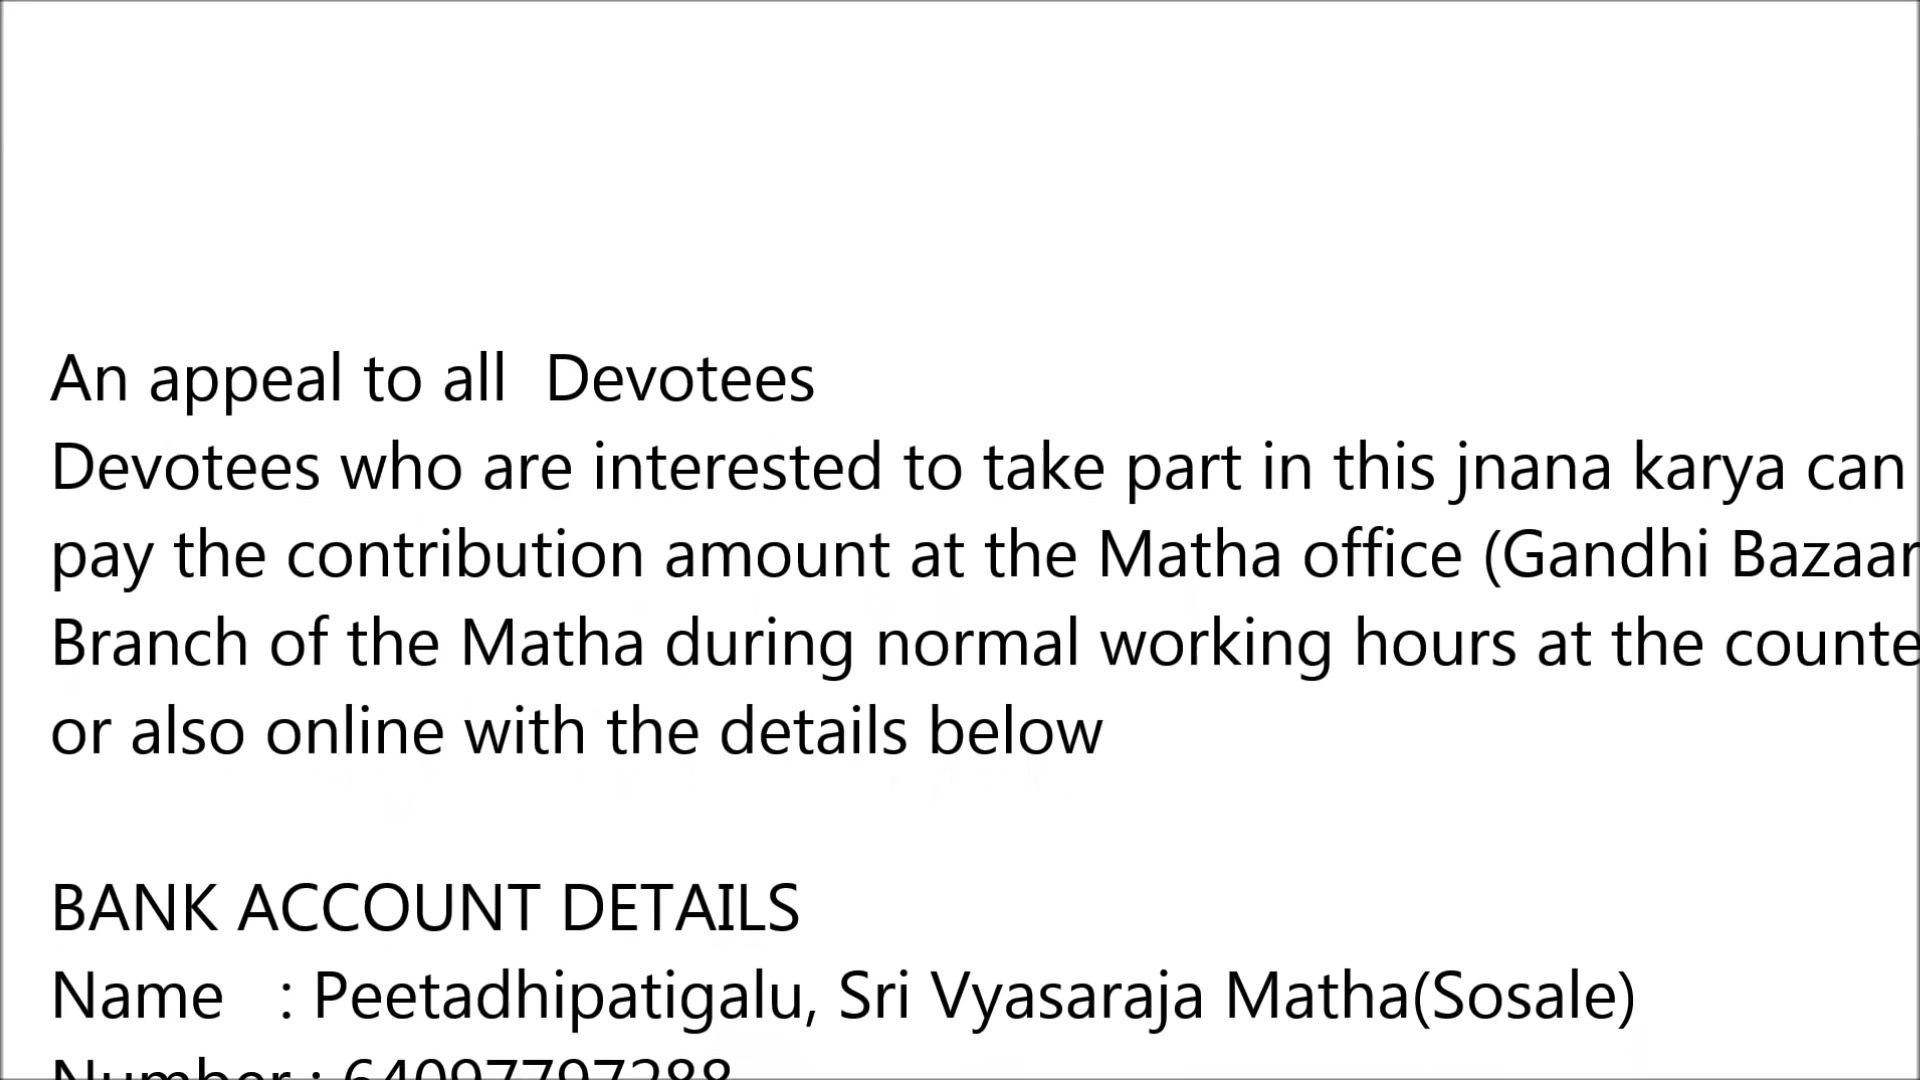 An appeal to all  Devotees
Devotees who are interested to take part in this jnana karya can
pay the contribution amount at the Matha office (Gandhi Bazaar
Branch of the Matha during normal working hours at the counte
or also online with the details below
BANK ACCOUNT DETAILS
Name   : Peetadhipatigalu, Sri Vyasaraja Matha(Sosale)
Number : 64097797288